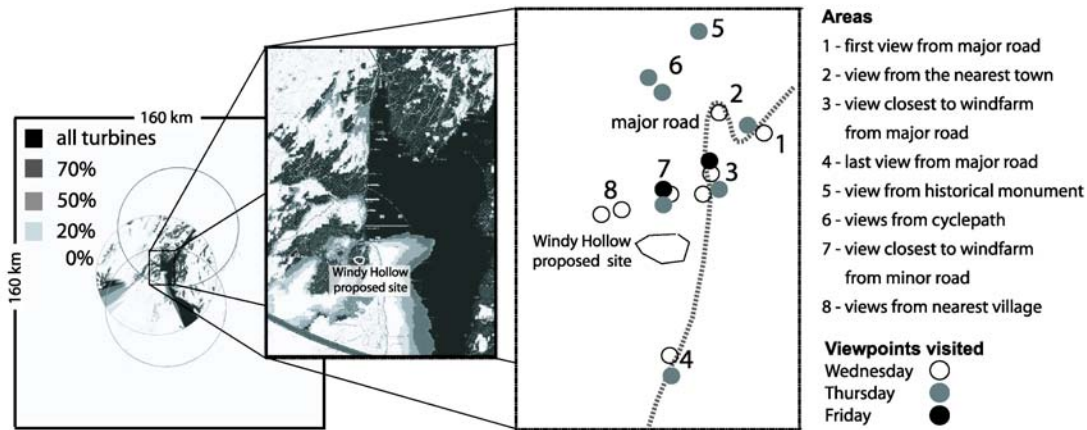 160 km
160 km
all turbines
70%
50%
20%
0%
Windy Hollow
proposed site
5
6
2
major road
1
7
3
8
Windy Hollow
proposed site
4
Areas
1 - first view from major road
2 - view from the nearest town
3 - view closest to windfarm
from major road
4 - last view from major road
5 - view from historical monument
6 - views from cyclepath
7 - view closest to windfarm
from minor road
8 - views from nearest village
Viewpoints visited
Wednesday
Thursday
Friday